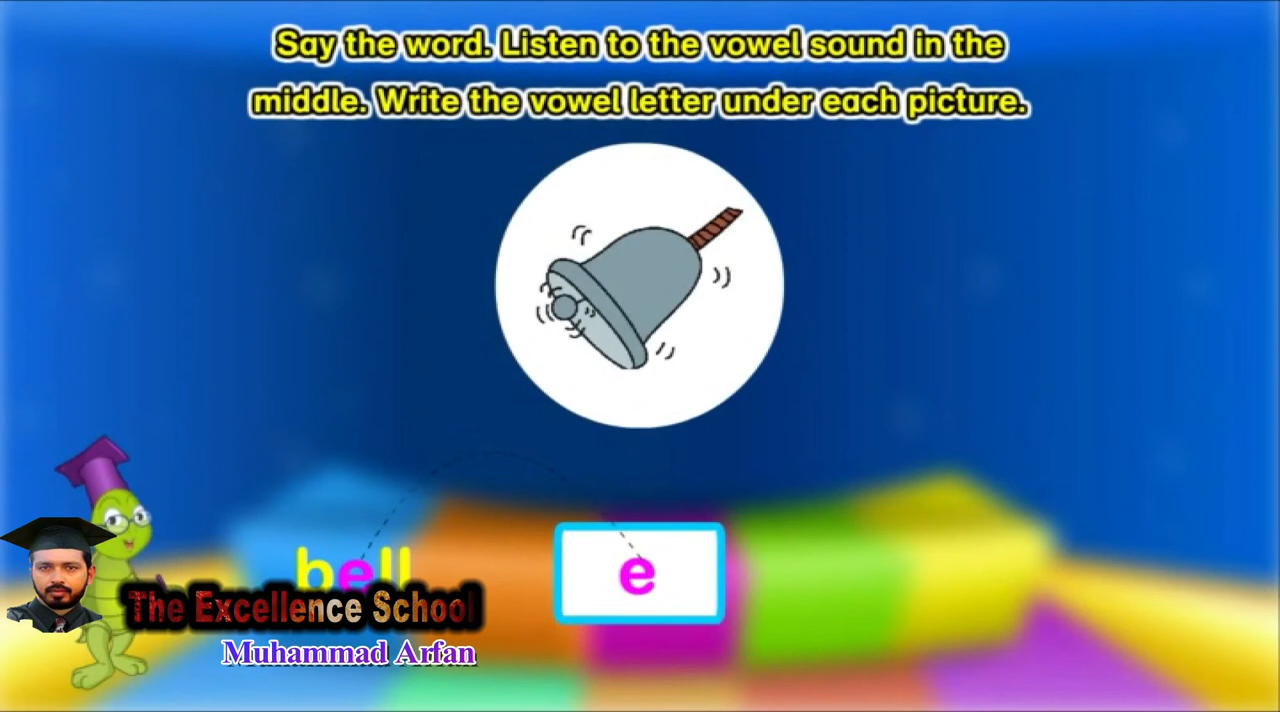 Say the word. Listen to the vowel sound in the
middle. Write the vowel letter under each picture.
bell
e
The Excellence School
Muhammad Arfan